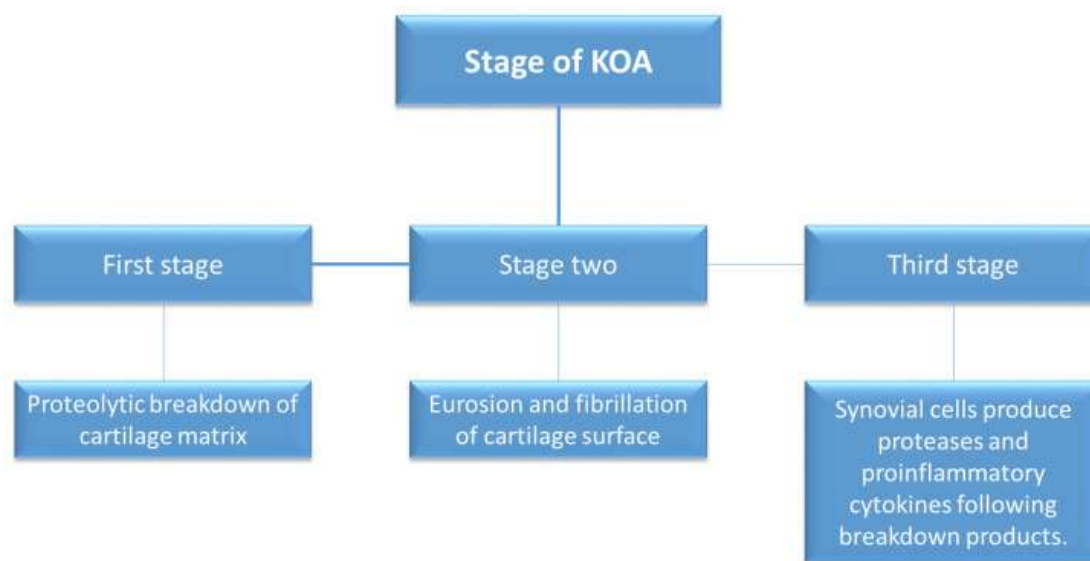 Stage of KOA
First stage
Stage two
Third stage
Proteolytic breakdown of
cartilage matrix
Eurosion and fibrillation
of cartilage surface
Synovial cells produce
proteases and
proinflammatory
cytokines following
breakdown products.